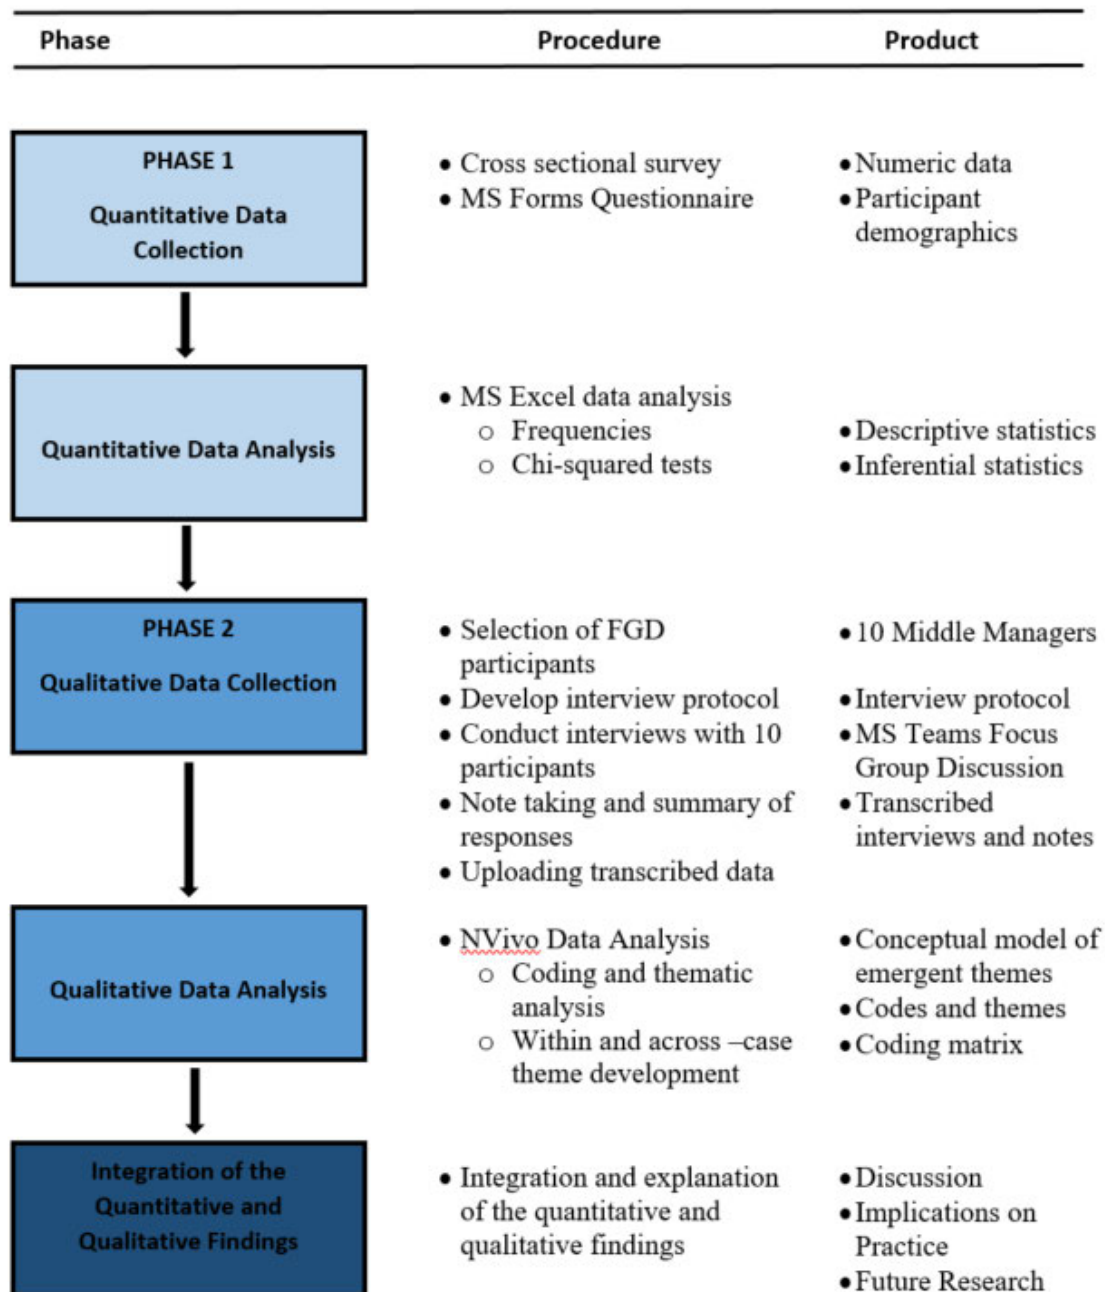 Phase Procedure Product
PHASE 1
Quantitative Data
Collection
• Cross sectional survey
• MS Forms Questionnaire
• Numeric data
• Participant
demographics
Quantitative Data Analysis
• MS Excel data analysis
o Frequencies
o Chi-squared tests
• Descriptive statistics
• Inferential statistics
PHASE 2
Qualitative Data Collection
• Selection of FGD
participants
• Develop interview protocol
• Conduct interviews with 10
participants
• Note taking and summary of
responses
• Uploading transcribed data
• 10 Middle Managers
• Interview protocol
• MS Teams Focus
Group Discussion
• Transcribed
interviews and notes
Qualitative Data Analysis
• NVivo Data Analysis
o Coding and thematic
analysis
o Within and across –case
theme development
• Conceptual model of
emergent themes
• Codes and themes
• Coding matrix
Integration of the
Quantitative and
Qualitative Findings
• Integration and explanation
of the quantitative and
qualitative findings
• Discussion
• Implications on
Practice
• Future Research